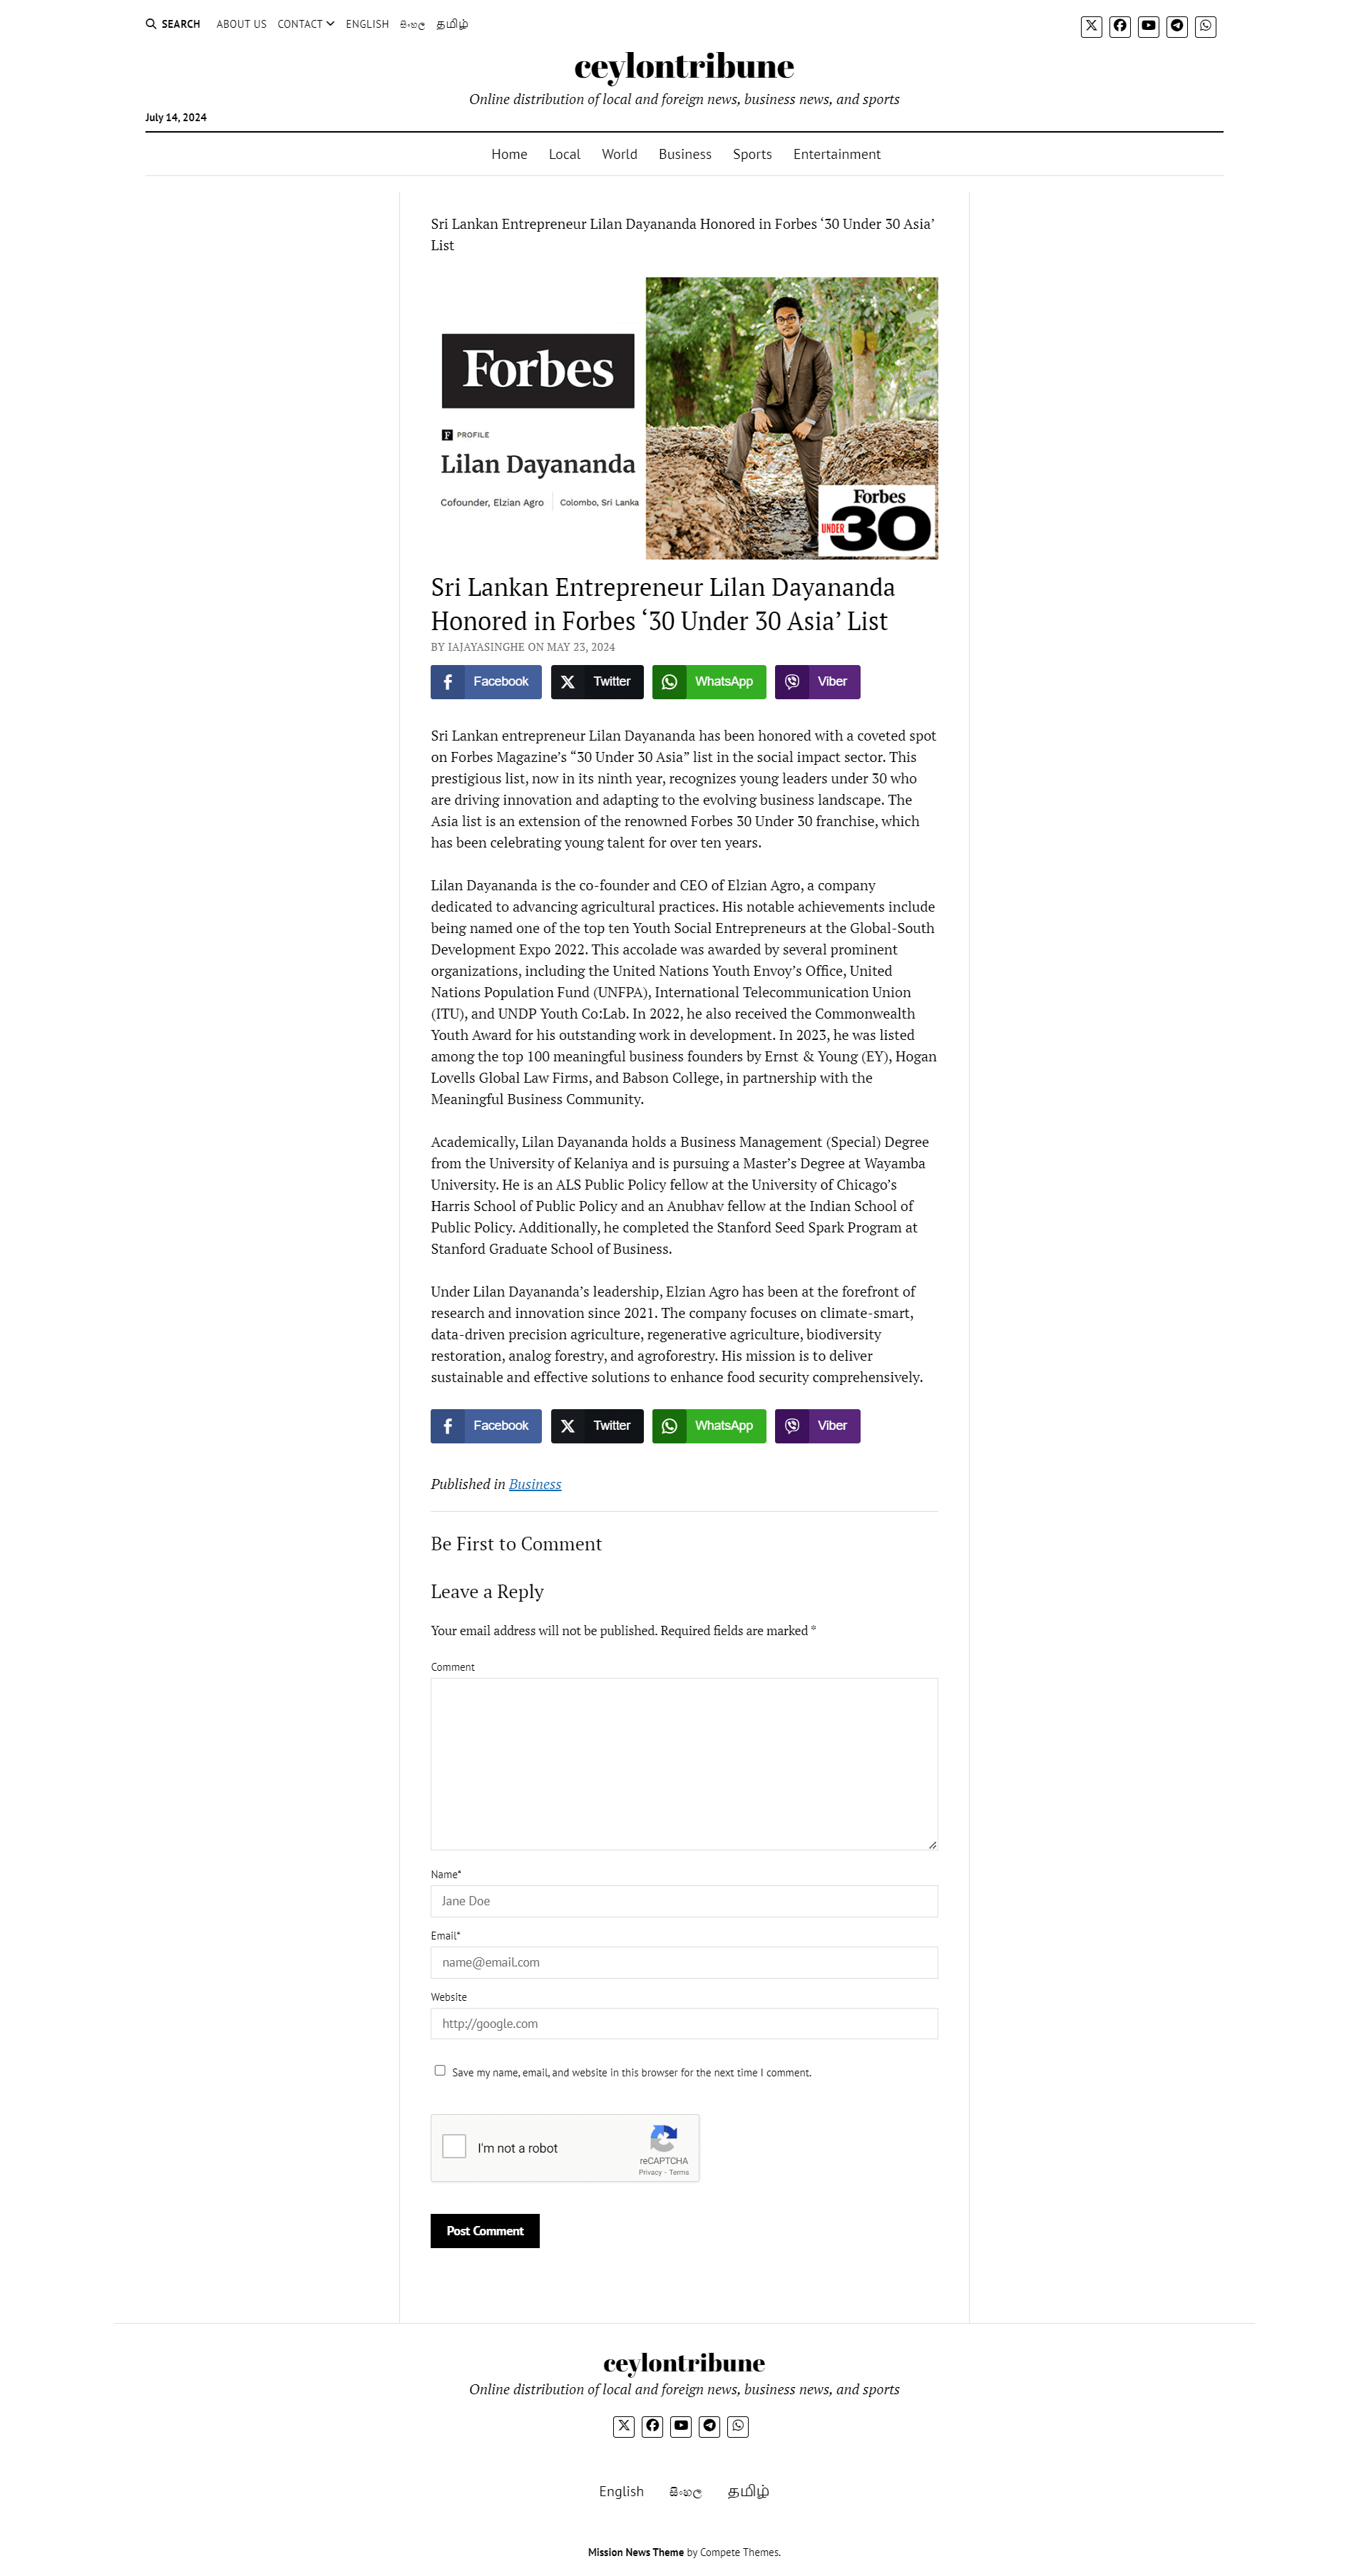 SEARCH ABOUT US CONTACT ENGLISH සිංහල தமிழ்
ceylontribune
Online distribution of local and foreign news, business news, and sports
July 14, 2024
Home Local World Business Sports Entertainment
Sri Lankan Entrepreneur Lilan Dayananda Honored in Forbes ‘30 Under 30 Asia’
List
Forbes
F PROFILE
Lilan Dayananda
Cofounder, Elzian Agro Colombo, Sri Lanka
Forbes
UNDER 30
Sri Lankan Entrepreneur Lilan Dayananda
Honored in Forbes ‘30 Under 30 Asia’ List
BY IAJAYASINGHE ON MAY 23, 2024
Facebook Twitter WhatsApp Viber
Sri Lankan entrepreneur Lilan Dayananda has been honored with a coveted spot
on Forbes Magazine’s “30 Under 30 Asia” list in the social impact sector. This
prestigious list, now in its ninth year, recognizes young leaders under 30 who
are driving innovation and adapting to the evolving business landscape. The
Asia list is an extension of the renowned Forbes 30 Under 30 franchise, which
has been celebrating young talent for over ten years.
Lilan Dayananda is the co-founder and CEO of Elzian Agro, a company
dedicated to advancing agricultural practices. His notable achievements include
being named one of the top ten Youth Social Entrepreneurs at the Global-South
Development Expo 2022. This accolade was awarded by several prominent
organizations, including the United Nations Youth Envoy’s Office, United
Nations Population Fund (UNFPA), International Telecommunication Union
(ITU), and UNDP Youth Co:Lab. In 2022, he also received the Commonwealth
Youth Award for his outstanding work in development. In 2023, he was listed
among the top 100 meaningful business founders by Ernst & Young (EY), Hogan
Lovells Global Law Firms, and Babson College, in partnership with the
Meaningful Business Community.
Academically, Lilan Dayananda holds a Business Management (Special) Degree
from the University of Kelaniya and is pursuing a Master’s Degree at Wayamba
University. He is an ALS Public Policy fellow at the University of Chicago’s
Harris School of Public Policy and an Anubhav fellow at the Indian School of
Public Policy. Additionally, he completed the Stanford Seed Spark Program at
Stanford Graduate School of Business.
Under Lilan Dayananda’s leadership, Elzian Agro has been at the forefront of
research and innovation since 2021. The company focuses on climate-smart,
data-driven precision agriculture, regenerative agriculture, biodiversity
restoration, analog forestry, and agroforestry. His mission is to deliver
sustainable and effective solutions to enhance food security comprehensively.
Facebook Twitter WhatsApp Viber
Published in Business
Be First to Comment
Leave a Reply
Your email address will not be published. Required fields are marked *
Comment
Name*
Jane Doe
Email*
name@email.com
Website
http://google.com
Save my name, email, and website in this browser for the next time I comment.
I'm not a robot
reCAPTCHA
Privacy - Terms
Post Comment
ceylontribune
Online distribution of local and foreign news, business news, and sports
English සිංහල தமிழ்
Mission News Theme by Compete Themes.